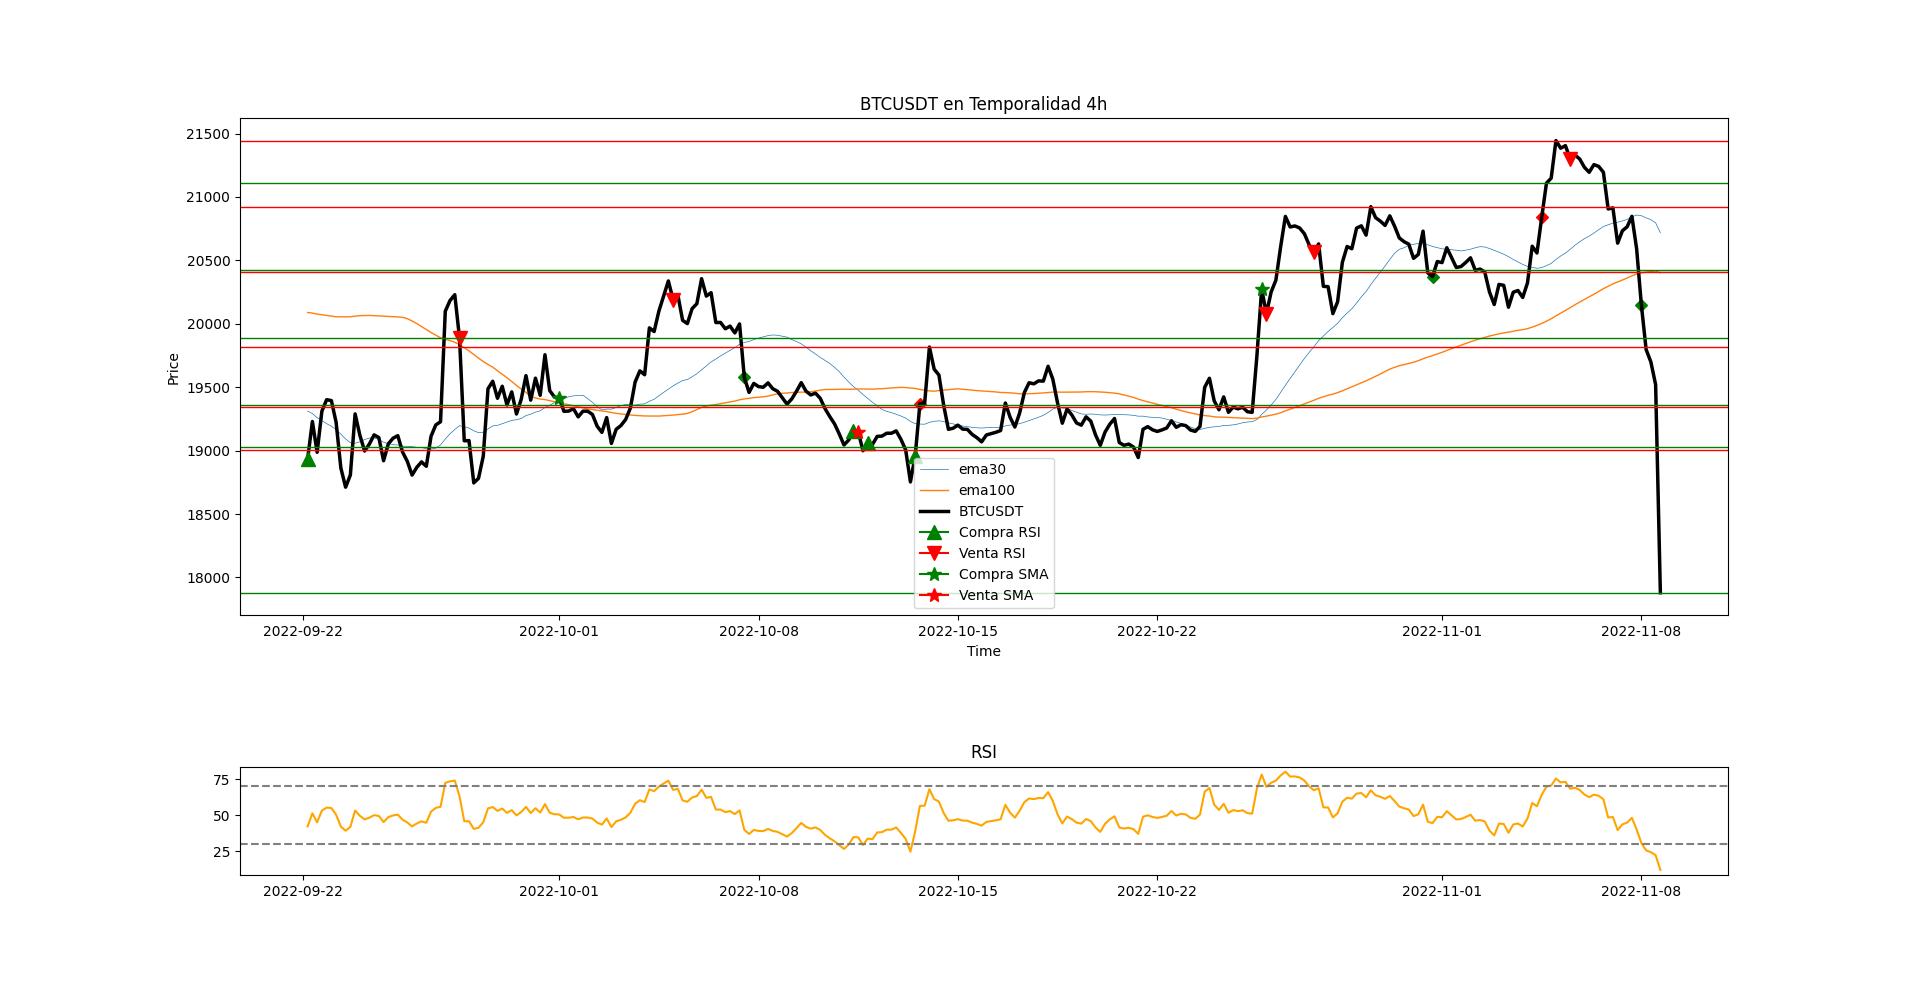 BTCUSDT en Temporalidad 4h
21500
21000
20500
20000
19500
19000
18500
18000
Price
ema30
ema100
BTCUSDT
Compra RSI
Venta RSI
Compra SMA
Venta SMA
2022-09-22 2022-10-01 2022-10-08 2022-10-15 2022-10-22 2022-11-01 2022-11-08
Time
RSI
75
50
25
2022-09-22 2022-10-01 2022-10-08 2022-10-15 2022-10-22 2022-11-01 2022-11-08